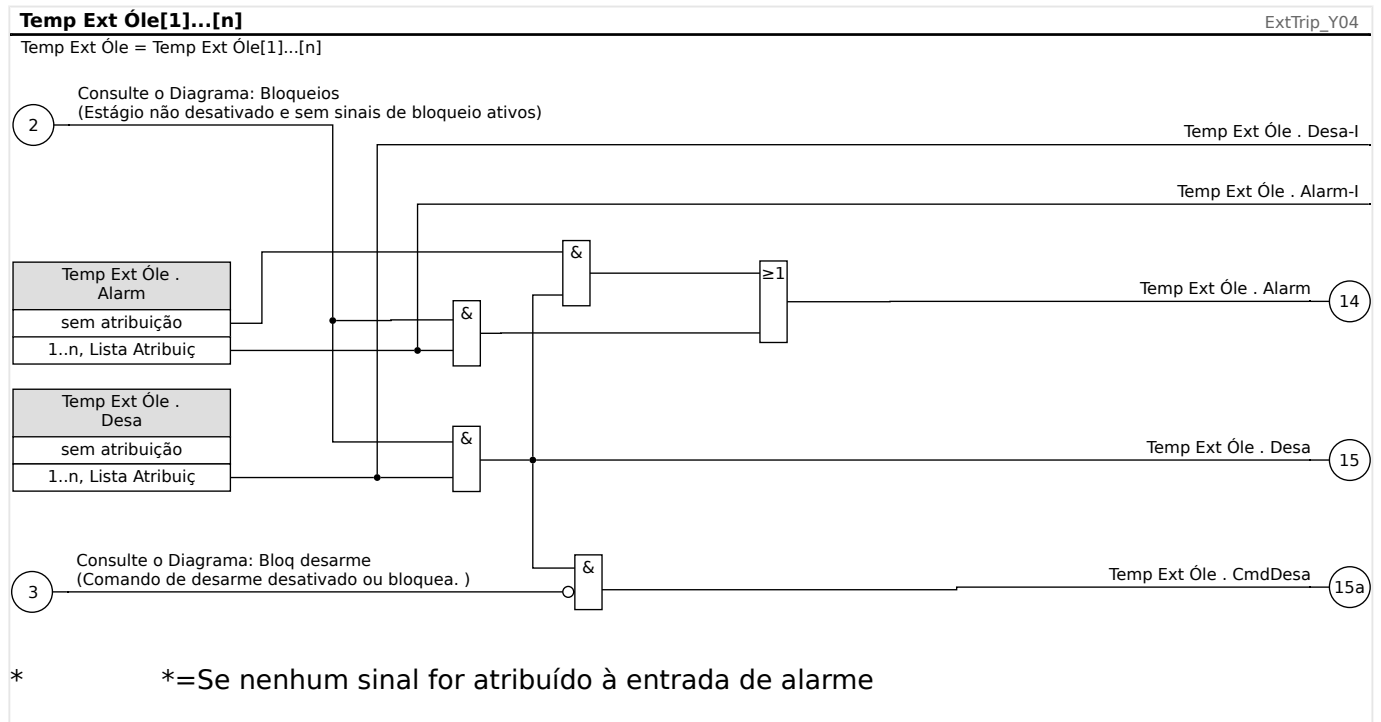 Temp Ext Óle[1]...[n]
ExtTrip_Y04
Temp Ext Óle = Temp Ext Óle[1]...[n]
Consulte o Diagrama: Bloqueios
(Estágio não desativado e sem sinais de bloqueio ativos)
2
Temp Ext Óle . Desa-I
Temp Ext Óle . Alarm-I
&
Temp Ext Óle .
Alarm
≥1
Temp Ext Óle . Alarm
14
sem atribuição
&
1..n, Lista Atribuiç
Temp Ext Óle .
Desa
&
sem atribuição
Temp Ext Óle . Desa
15
1..n, Lista Atribuiç
Consulte o Diagrama: Bloq desarme
(Comando de desarme desativado ou bloquea. )
3
&
Temp Ext Óle . CmdDesa
15a
* *=Se nenhum sinal for atribuído à entrada de alarme